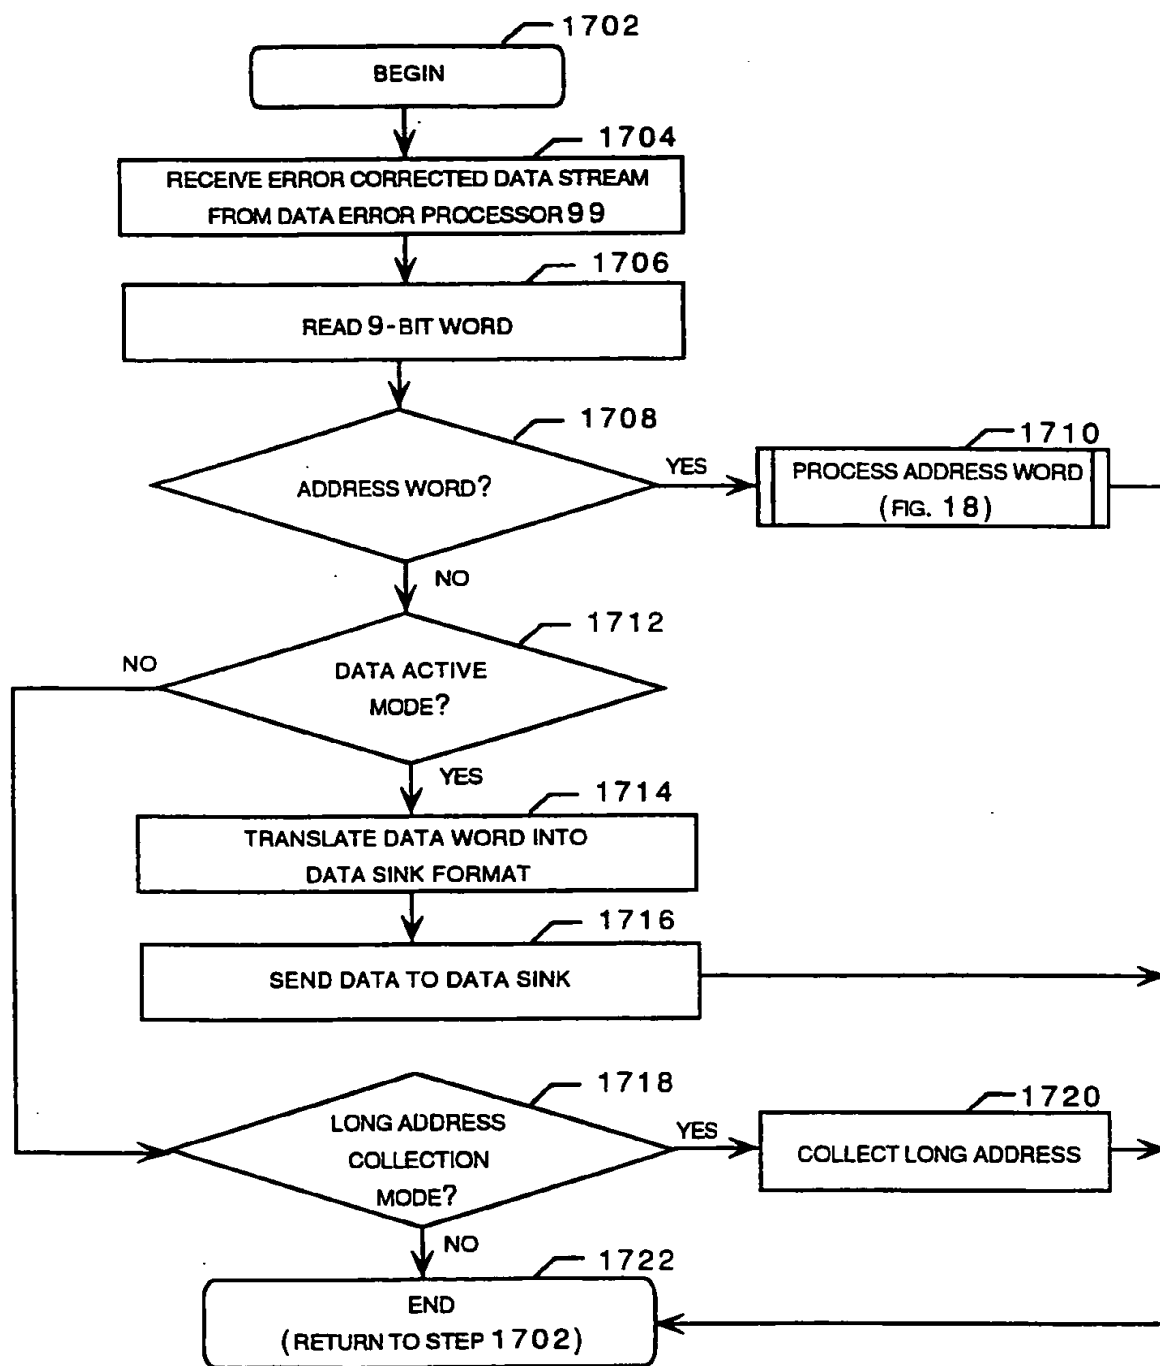 1702
BEGIN
1704
RECEIVE ERROR CORRECTED DATA STREAM
FROM DATA ERROR PROCESSOR 99
1706
READ 9-BIT WORD
1708
ADDRESS WORD?
YES
1710
PROCESS ADDRESS WORD
(FIG. 18)
NO
1712
DATA ACTIVE
MODE?
NO
YES
1714
TRANSLATE DATA WORD INTO
DATA SINK FORMAT
1716
SEND DATA TO DATA SINK
1718
LONG ADDRESS
COLLECTION
MODE?
YES
1720
COLLECT LONG ADDRESS
NO
1722
END
(RETURN TO STEP 1702)